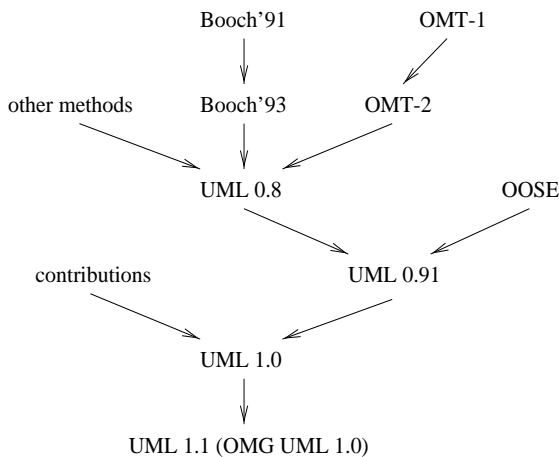 Booch'91
OMT-1
other methods
Booch'93
OMT-2
UML 0.8
OOSE
contributions
UML 0.91
UML 1.0
UML 1.1 (OMG UML 1.0)